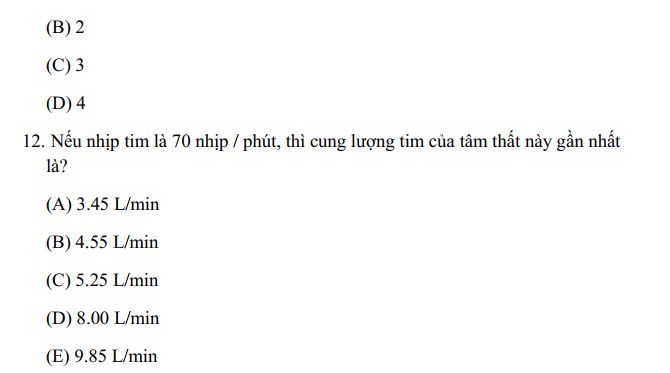 (B) 2
(C) 3
(D) 4
12. Nếu nhịp tim là 70 nhịp / phút, thì cung lượng tim của tâm thất này gần nhất
là?
(A) 3.45 L/min
(B) 4.55 L/min
(C) 5.25 L/min
(D) 8.00 L/min
(E) 9.85 L/min